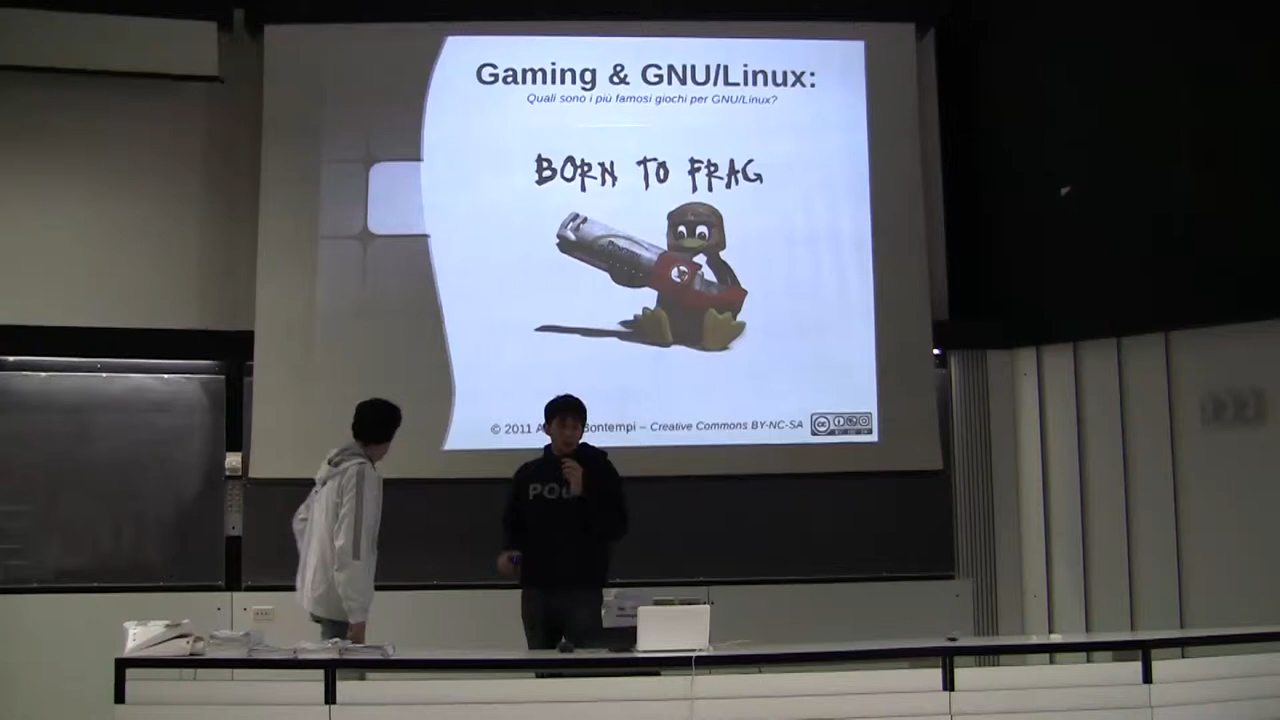 Gaming & GNU/Linux:
Quali sono i più famosi giochi per GNU/Linux?
BORN TO FRAG
© 2011 Bontempi – Creative Commons BY-NC-SA